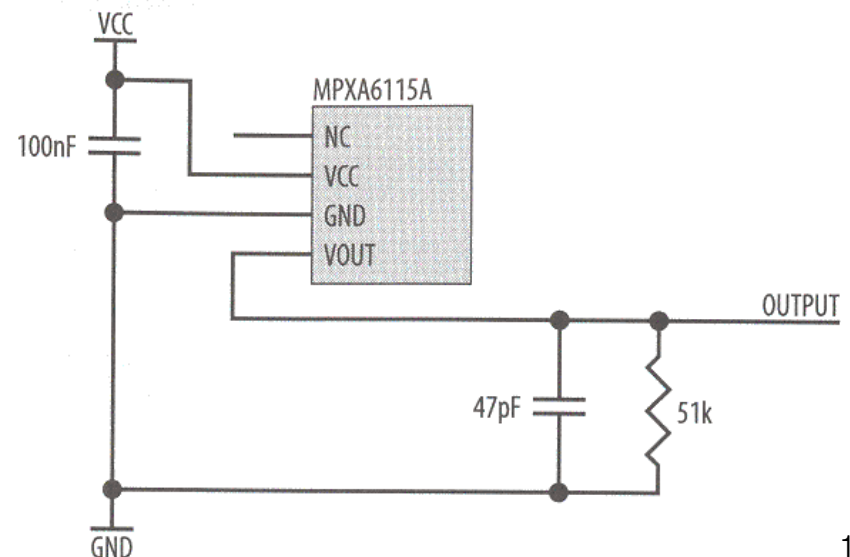 VCC
MPXA6115A
100nF
NC
VCC
GND
VOUT
OUTPUT
47pF
51k
GND
1